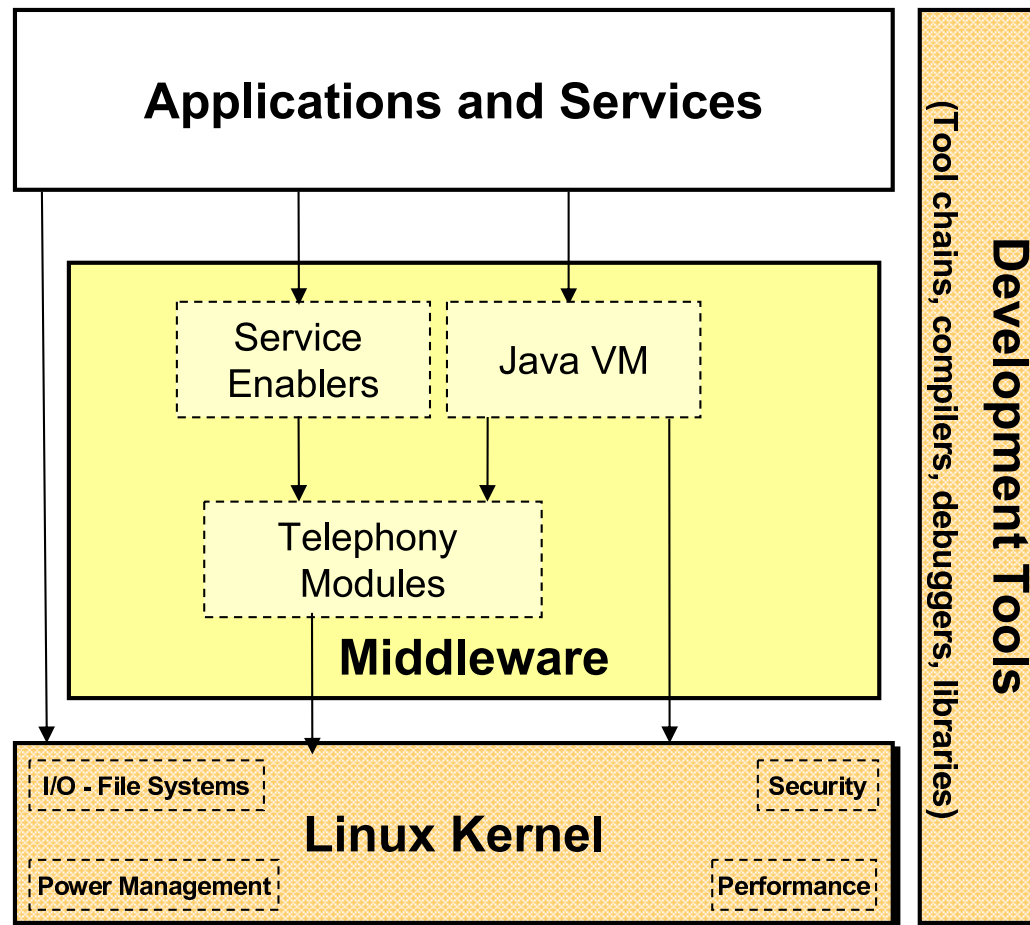 Applications and Services
Service
Enablers
Java VM
Telephony
Modules
Middleware
I/O - File Systems
Security
Linux Kernel
Power Management
Performance
Development Tools
(Tool chains, compilers, debuggers, libraries)